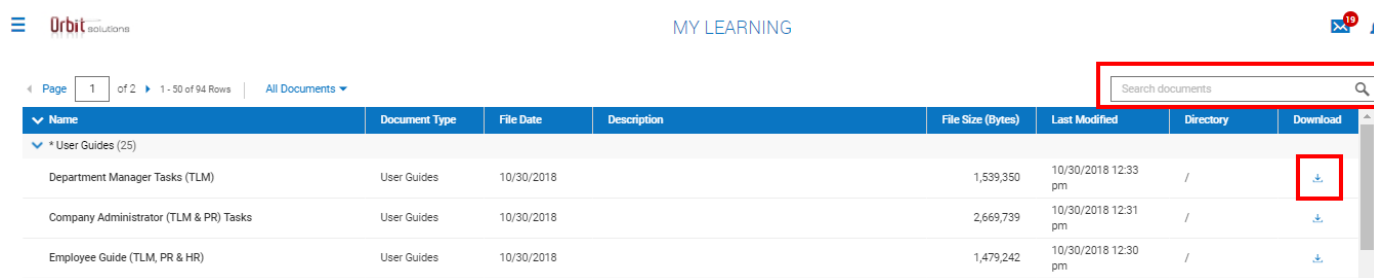 Orbit solutions
MY LEARNING
19
Page 1 of 2 1 - 50 of 94 Rows All Documents
Search documents
Name Document Type File Date Description File Size (Bytes) Last Modified Directory Download
* User Guides (25)
Department Manager Tasks (TLM) User Guides 10/30/2018 1,539,350 10/30/2018 12:33 pm /
Company Administrator (TLM & PR) Tasks User Guides 10/30/2018 2,669,739 10/30/2018 12:31 pm /
Employee Guide (TLM, PR & HR) User Guides 10/30/2018 1,479,242 10/30/2018 12:30 pm /